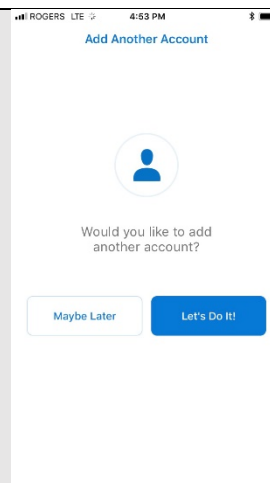 ROGERS LTE 4:53 PM
Add Another Account
Would you like to add
another account?
Maybe Later Let's Do It!